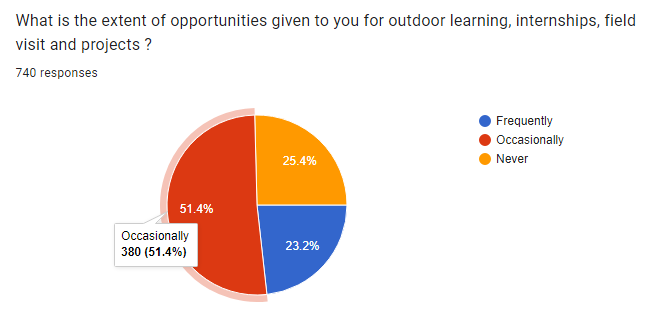 What is the extent of opportunities given to you for outdoor learning, internships, field
visit and projects ?
740 responses
Frequently
Occasionally
Never
25.4%
51.4%
23.2%
Occasionally
380 (51.4%)